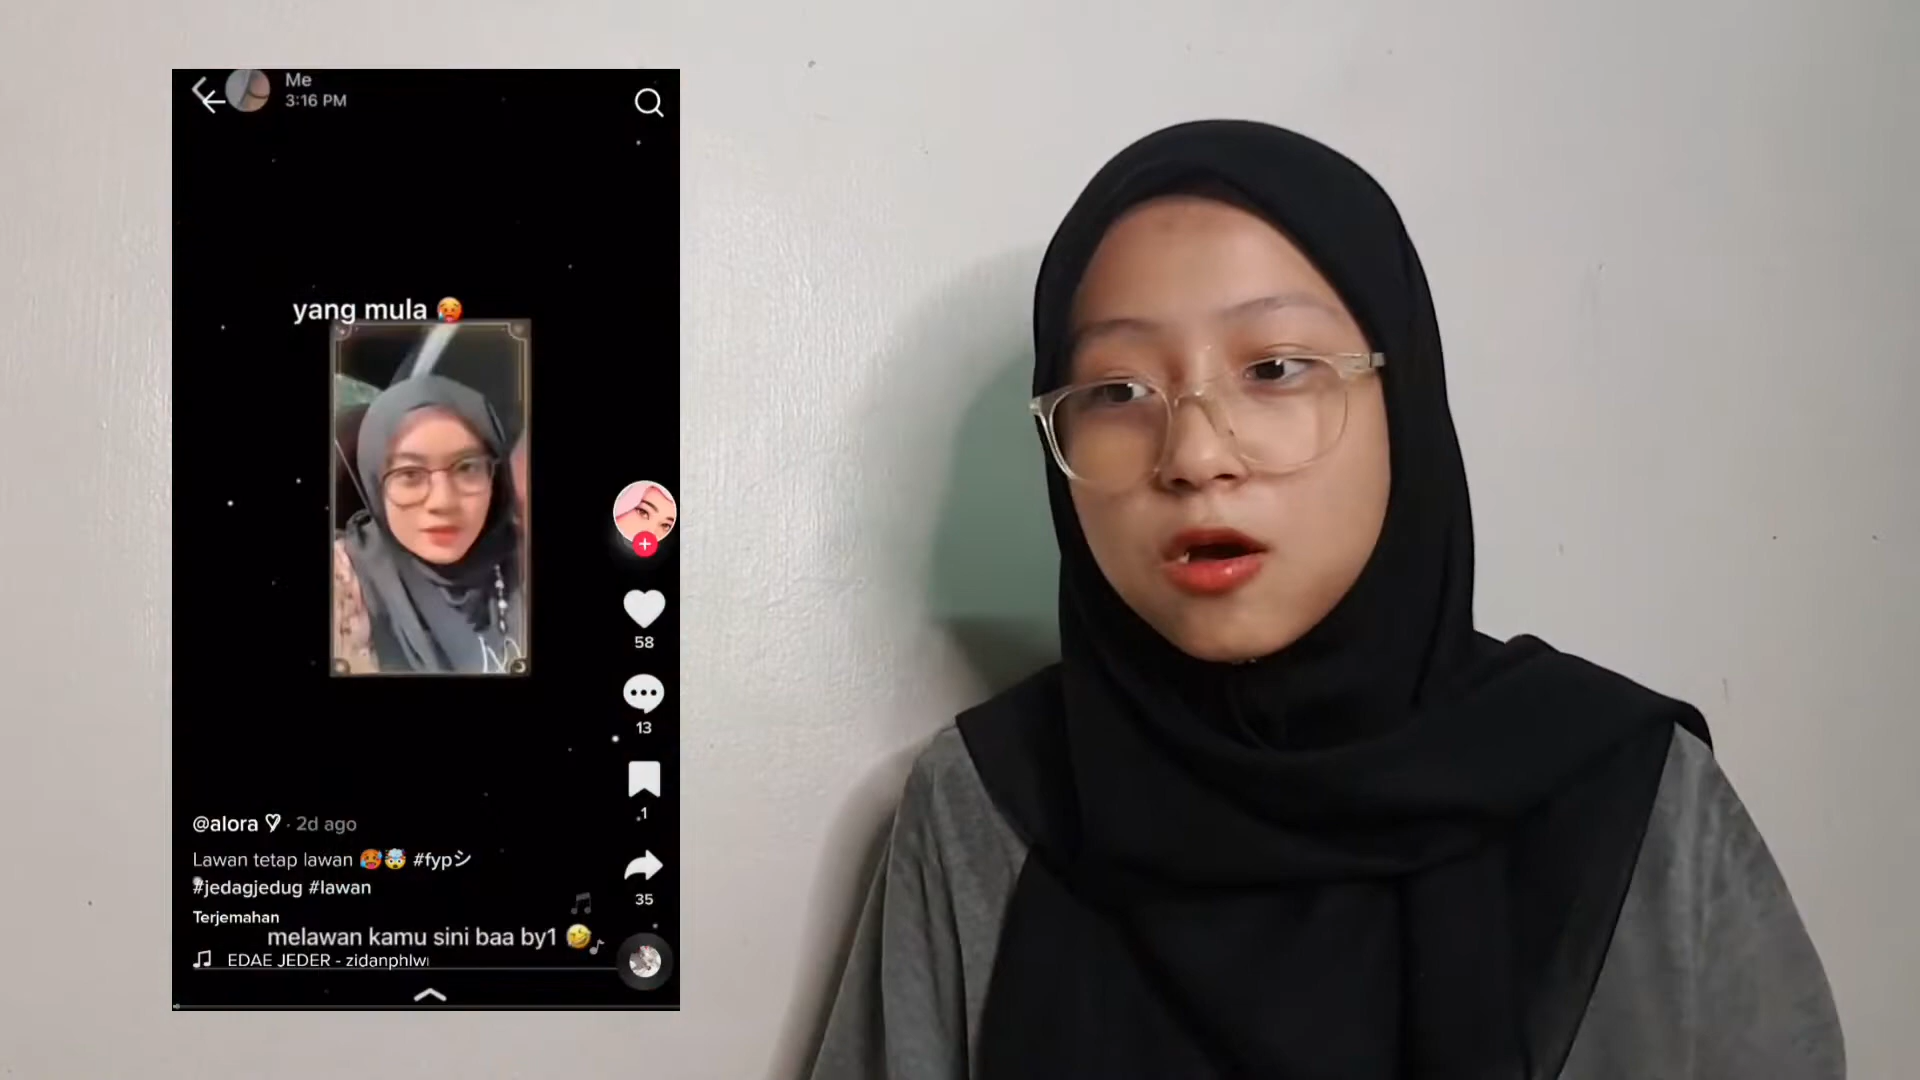 Me
3:16 PM
yang mula 🥵
58
13
1
35
@alora ♡ · 2d ago
Lawan tetap lawan 🥵🤯 #fypシ
#jedagjedug #lawan
Terjemahan
melawan kamu sini baa by1 🤣
EDAE JEDER - zidanphlw